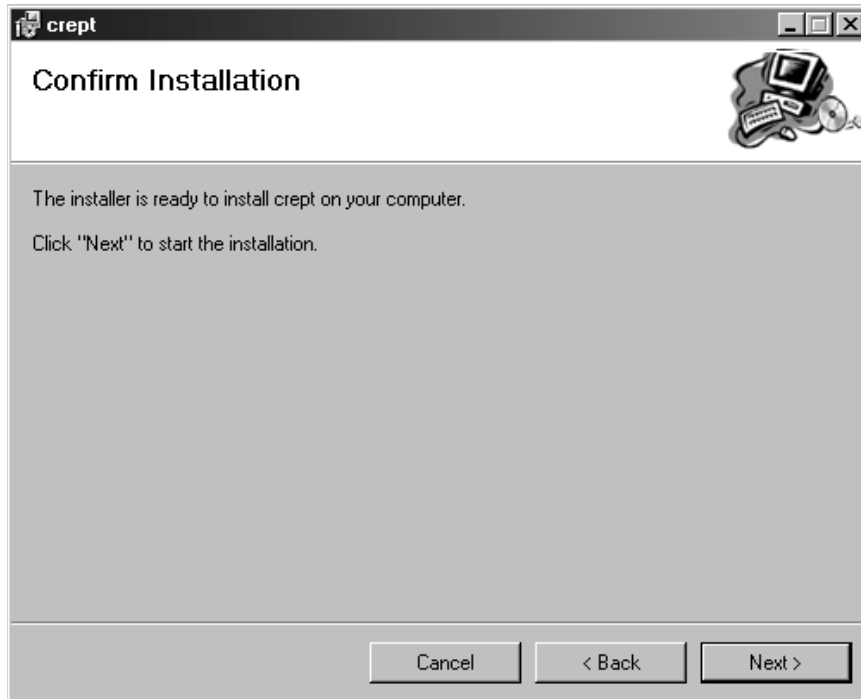 crept
Confirm Installation
The installer is ready to install crept on your computer.
Click "Next" to start the installation.
Cancel
< Back
Next >